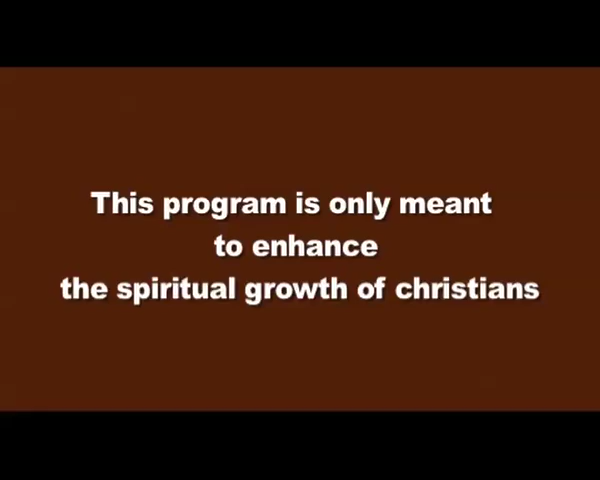 This program is only meant
to enhance
the spiritual growth of christians